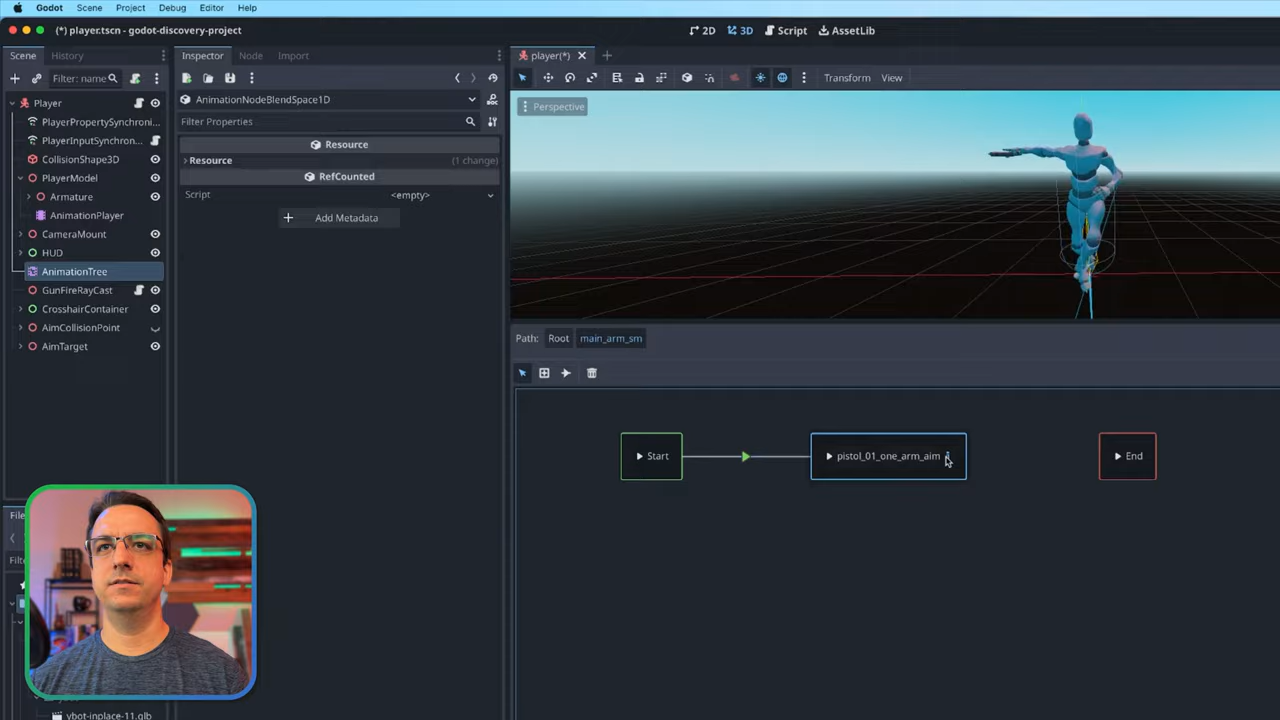 Godot Scene Project Debug Editor Help
(*) player.tscn - godot-discovery-project
2D 3D Script AssetLib
Scene History
Inspector Node Import
player(*)
Filter: name
Transform View
AnimationNodeBlendSpace1D
Filter Properties
Perspective
Player
PlayerPropertySynchroni...
PlayerInputSynchron...
CollisionShape3D
PlayerModel
Armature
AnimationPlayer
CameraMount
HUD
AnimationTree
GunFireRayCast
CrosshairContainer
AimCollisionPoint
AimTarget
Resource
Resource (1 change)
RefCounted
Script <empty>
Add Metadata
Path: Root main_arm_sm
Start
pistol_01_one_arm_aim
End
ybot-inplace-11.glb